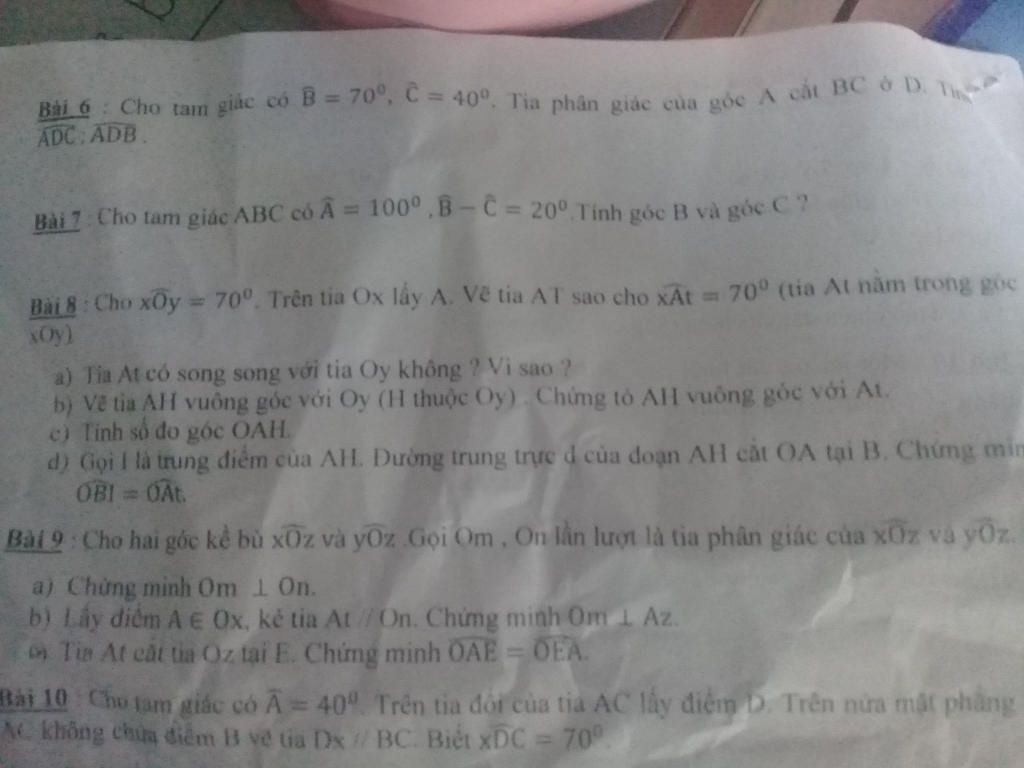 Bài 6 : Cho tam giác có B̂ = 70⁰, Ĉ = 40⁰. Tia phân giác của góc A cắt BC ở D. Tính
ADC ; ADB .
Bài 7 : Cho tam giác ABC có Â = 100⁰ , B̂ − Ĉ = 20⁰. Tính góc B và góc C ?
Bài 8 : Cho xOy = 70⁰. Trên tia Ox lấy A. Vẽ tia AT sao cho xAt = 70⁰ (tia At nằm trong góc
xOy)
a) Tia At có song song với tia Oy không ? Vì sao ?
b) Vẽ tia AH vuông góc với Oy (H thuộc Oy) . Chứng tỏ AH vuông góc với At.
c) Tính số đo góc OAH.
d) Gọi I là trung điểm của AH. Đường trung trực d của đoạn AH cắt OA tại B. Chứng min
OBI = OAt.
Bài 9 : Cho hai góc kề bù xOz và yOz .Gọi Om , On lần lượt là tia phân giác của xOz và yOz.
a) Chứng minh Om ⊥ On.
b) Lấy điểm A ∈ Ox, kẻ tia At // On. Chứng minh Om ⊥ Az.
c) Tia At cắt tia Oz tại E. Chứng minh OAE = OEA.
Bài 10 : Cho tam giác có Â = 40⁰. Trên tia đối của tia AC lấy điểm D. Trên nửa mặt phẳng
AC không chứa điểm B vẽ tia Dx // BC. Biết xDC = 70⁰.